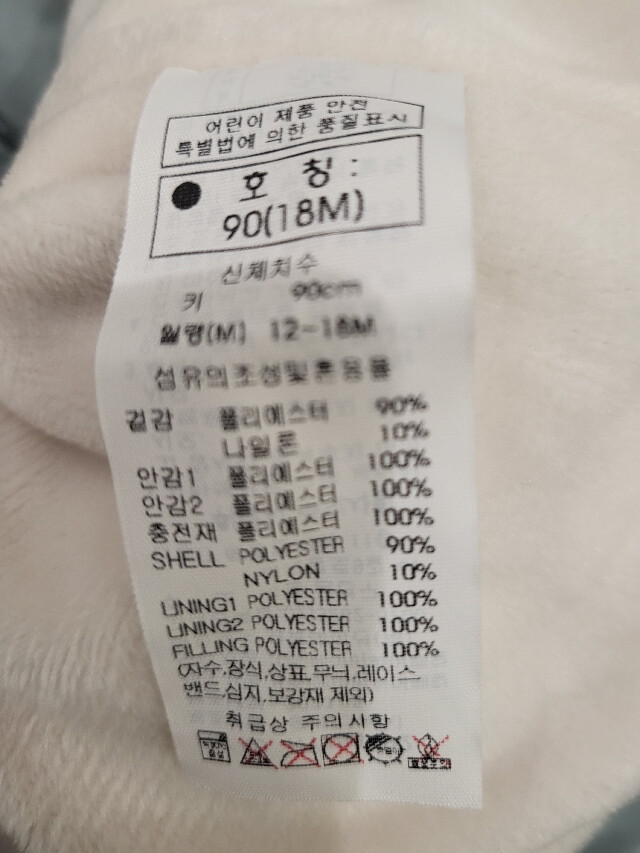 어린이 제품 안전
특별법에 의한 품질표시
호 칭 :
90(18M)
신체치수
키 90cm
월령(M) 12-18M
섬유의조성및혼용률
겉감 폴리에스터 90%
나일론 10%
안감1 폴리에스터 100%
안감2 폴리에스터 100%
충전재 폴리에스터 100%
SHELL POLYESTER 90%
NYLON 10%
LINING1 POLYESTER 100%
LINING2 POLYESTER 100%
FILLING POLYESTER 100%
(자수,장식,상표,무늬,레이스
밴드,심지,보강재 제외)
취급상 주의사항